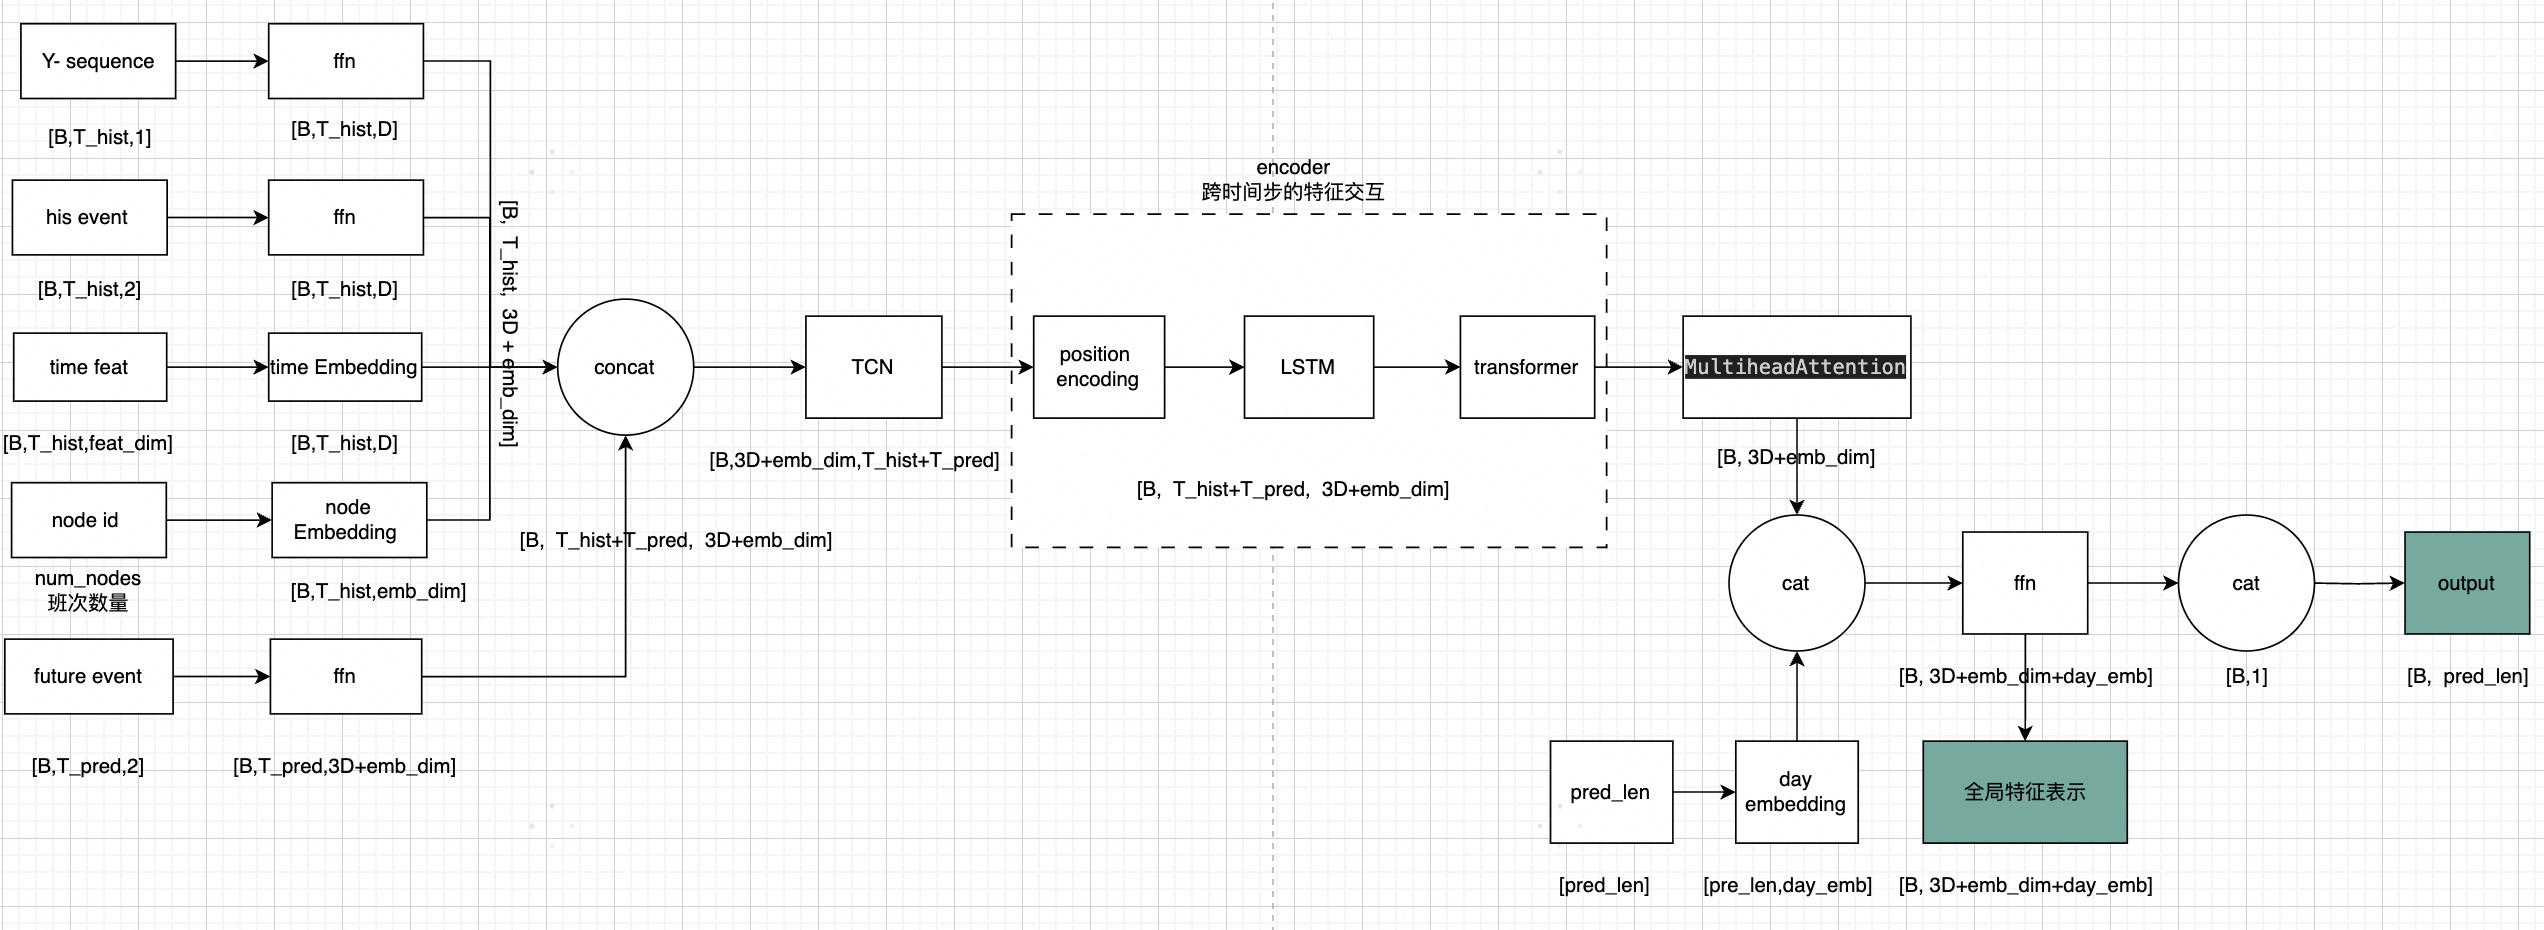 Y- sequence
ffn
[B,T_hist,1]
[B,T_hist,D]
his event
ffn
[B,T_hist,2]
[B,T_hist,D]
time feat
time Embedding
[B,T_hist,feat_dim]
[B,T_hist,D]
node id
node
Embedding
num_nodes
班次数量
[B,T_hist,emb_dim]
future event
ffn
[B,T_pred,2]
[B,T_pred,3D+emb_dim]
[B, T_hist, 3D + emb_dim]
concat
[B, T_hist+T_pred, 3D+emb_dim]
TCN
[B,3D+emb_dim,T_hist+T_pred]
encoder
跨时间步的特征交互
position
encoding
LSTM
transformer
[B, T_hist+T_pred, 3D+emb_dim]
MultiheadAttention
[B, 3D+emb_dim]
cat
ffn
cat
output
[B, 3D+emb_dim+day_emb]
[B,1]
[B, pred_len]
pred_len
day
embedding
全局特征表示
[pred_len]
[pre_len,day_emb]
[B, 3D+emb_dim+day_emb]